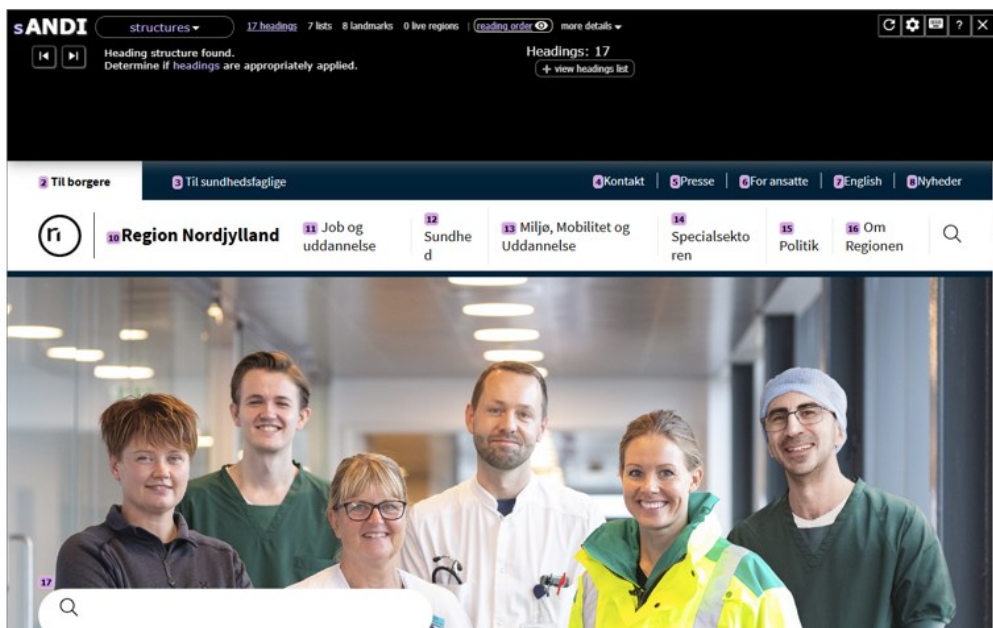 sANDI structures 17 headings 7 lists 8 landmarks 0 live regions | reading order more details ?
Heading structure found.
Determine if headings are appropriately applied.
Headings: 17
+ view headings list
2 Til borgere 3 Til sundhedsfaglige 4 Kontakt 5 Presse 6 For ansatte 7 English 8 Nyheder
10 Region Nordjylland
11 Job og
uddannelse
12
Sundhe
d
13 Miljø, Mobilitet og
Uddannelse
14
Specialsekto
ren
15
Politik
16 Om
Regionen
17